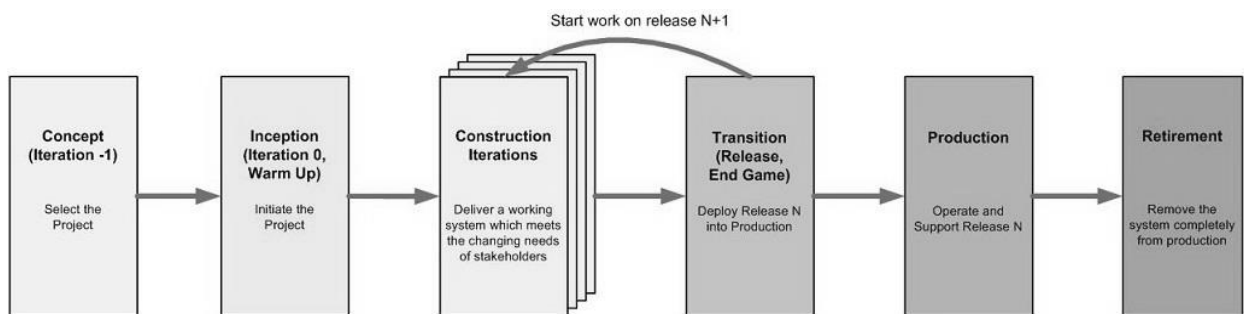 Start work on release N+1
Concept
(Iteration -1)
Select the
Project
Inception
(Iteration 0,
Warm Up)
Initiate the
Project
Construction
Iterations
Deliver a working
system which meets
the changing needs
of stakeholders
Transition
(Release,
End Game)
Deploy Release N
into Production
Production
Operate and
Support Release N
Retirement
Remove the
system completely
from production